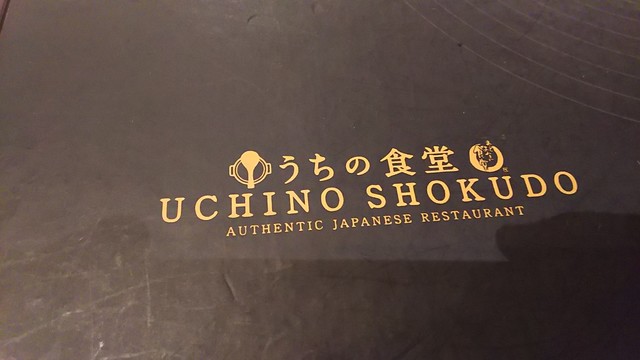 うちの食堂
UCHINO SHOKUDO
AUTHENTIC JAPANESE RESTAURANT